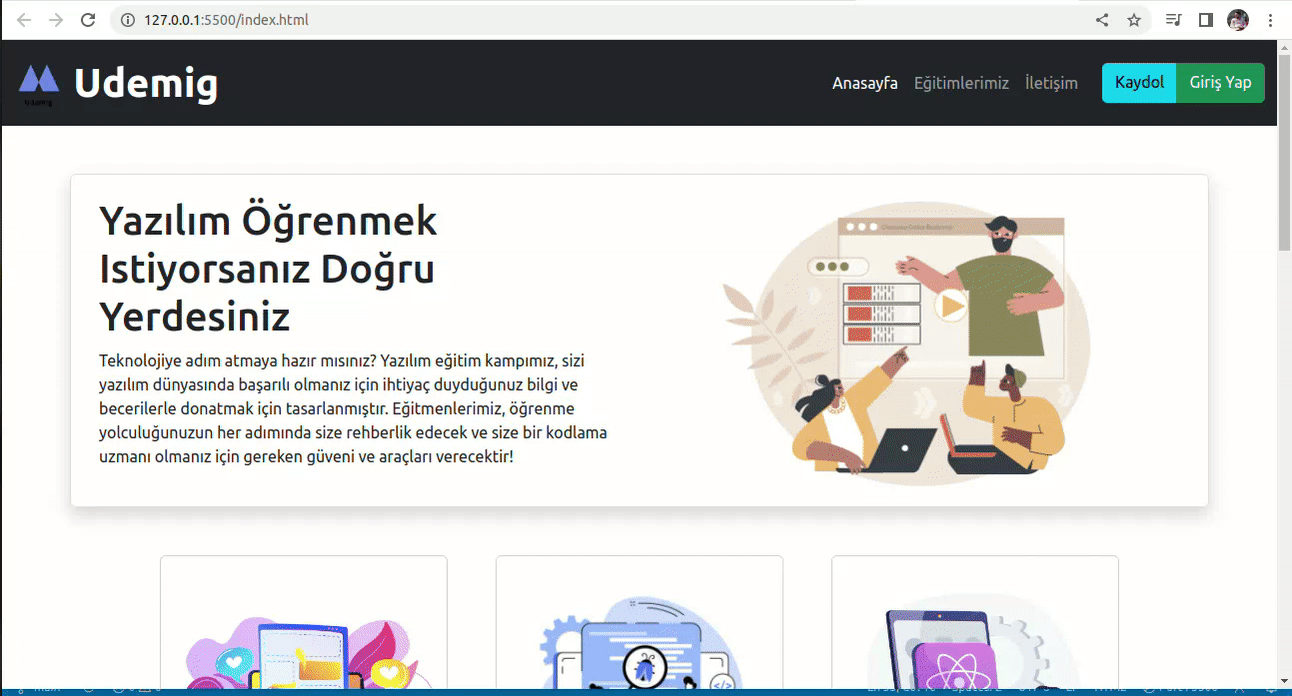 127.0.0.1:5500/index.html
Udemig
Udemig
Anasayfa
Eğitimlerimiz
İletişim
Kaydol
Giriş Yap
Yazılım Öğrenmek
Istiyorsanız Doğru
Yerdesiniz
Teknolojiye adım atmaya hazır mısınız? Yazılım eğitim kampımız, sizi
yazılım dünyasında başarılı olmanız için ihtiyaç duyduğunuz bilgi ve
becerilerle donatmak için tasarlanmıştır. Eğitmenlerimiz, öğrenme
yolculuğunuzun her adımında size rehberlik edecek ve size bir kodlama
uzmanı olmanız için gereken güveni ve araçları verecektir!